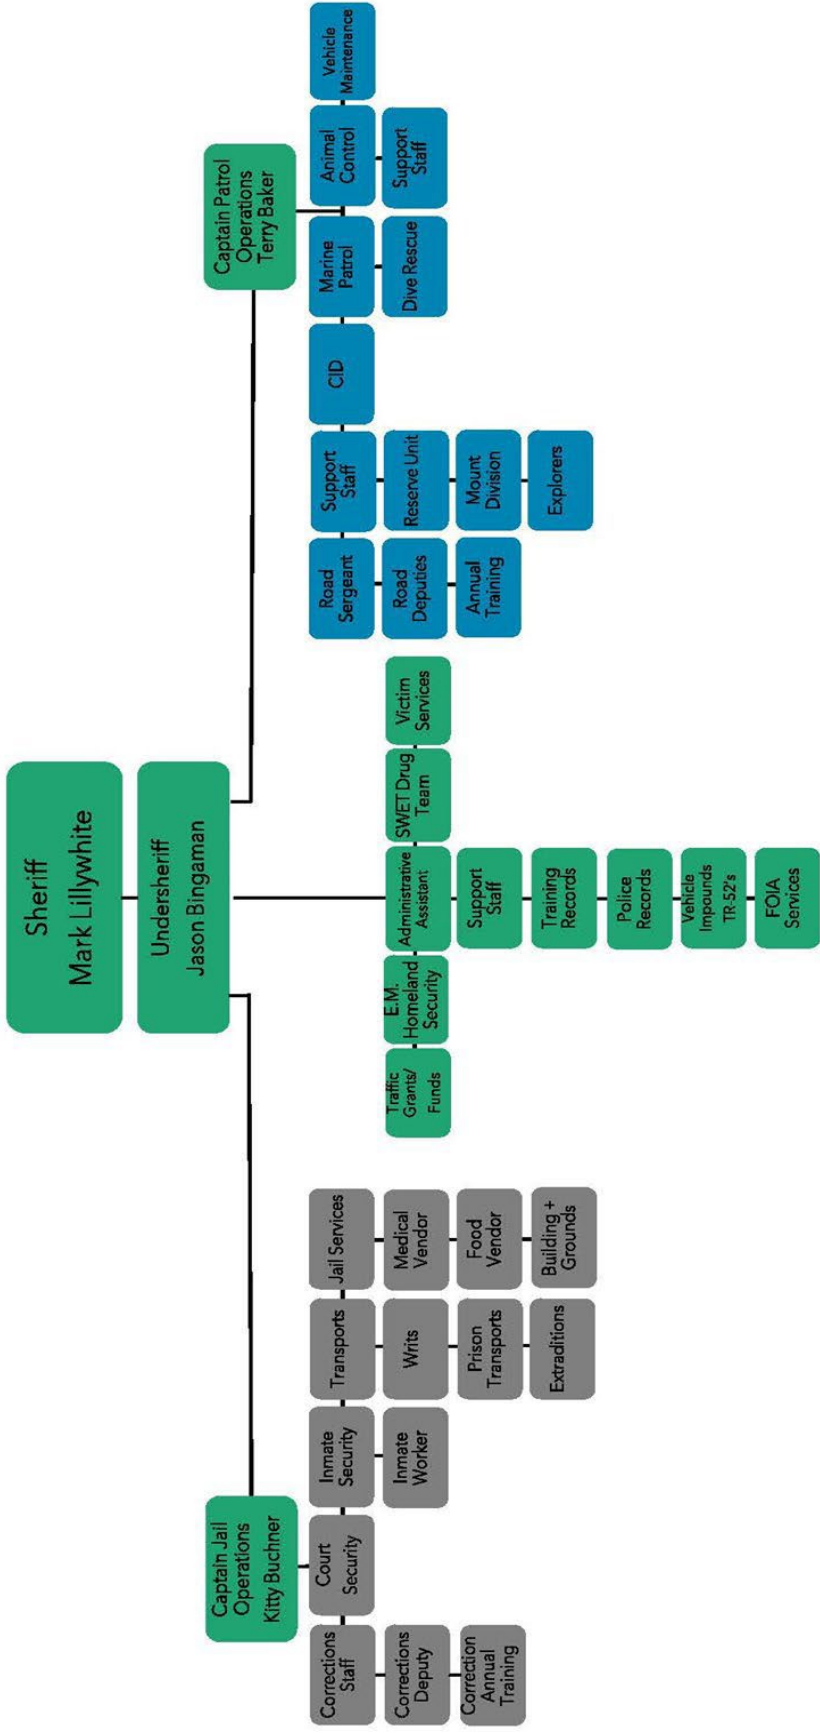 Sheriff
Mark Lillywhite
Undersheriff
Jason Bingaman
Captain Jail
Operations
Kitty Buchner
Captain Patrol
Operations
Terry Baker
Corrections
Staff
Corrections
Deputy
Correction
Annual
Training
Court
Security
Inmate
Security
Inmate
Worker
Transports
Writs
Prison
Transports
Extraditions
Jail Services
Medical
Vendor
Food
Vendor
Building +
Grounds
Traffic
Grants/
Funds
E.M.
Homeland
Security
Administrative
Assistant
Support
Staff
Training
Records
Police
Records
Vehicle
Impounds
TR-52's
FOIA
Services
SWET Drug
Team
Victim
Services
Road
Sergeant
Road
Deputies
Annual
Training
Support
Staff
Reserve Unit
Mount
Division
Explorers
CID
Marine
Patrol
Dive Rescue
Animal
Control
Support
Staff
Vehicle
Maintenance